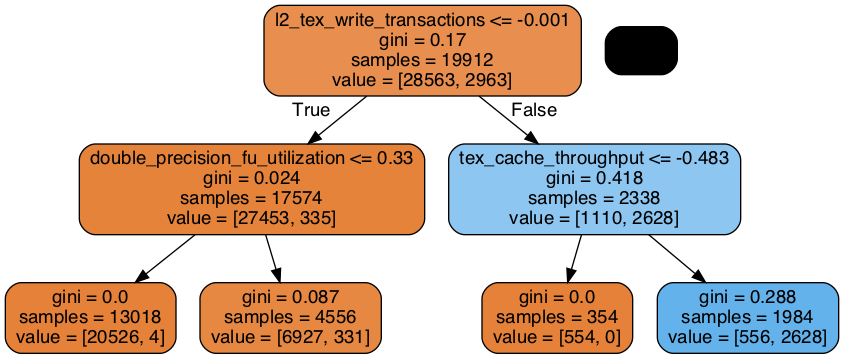 l2_tex_write_transactions <= -0.001
gini = 0.17
samples = 19912
value = [28563, 2963]
True
False
double_precision_fu_utilization <= 0.33
gini = 0.024
samples = 17574
value = [27453, 335]
tex_cache_throughput <= -0.483
gini = 0.418
samples = 2338
value = [1110, 2628]
gini = 0.0
samples = 13018
value = [20526, 4]
gini = 0.087
samples = 4556
value = [6927, 331]
gini = 0.0
samples = 354
value = [554, 0]
gini = 0.288
samples = 1984
value = [556, 2628]